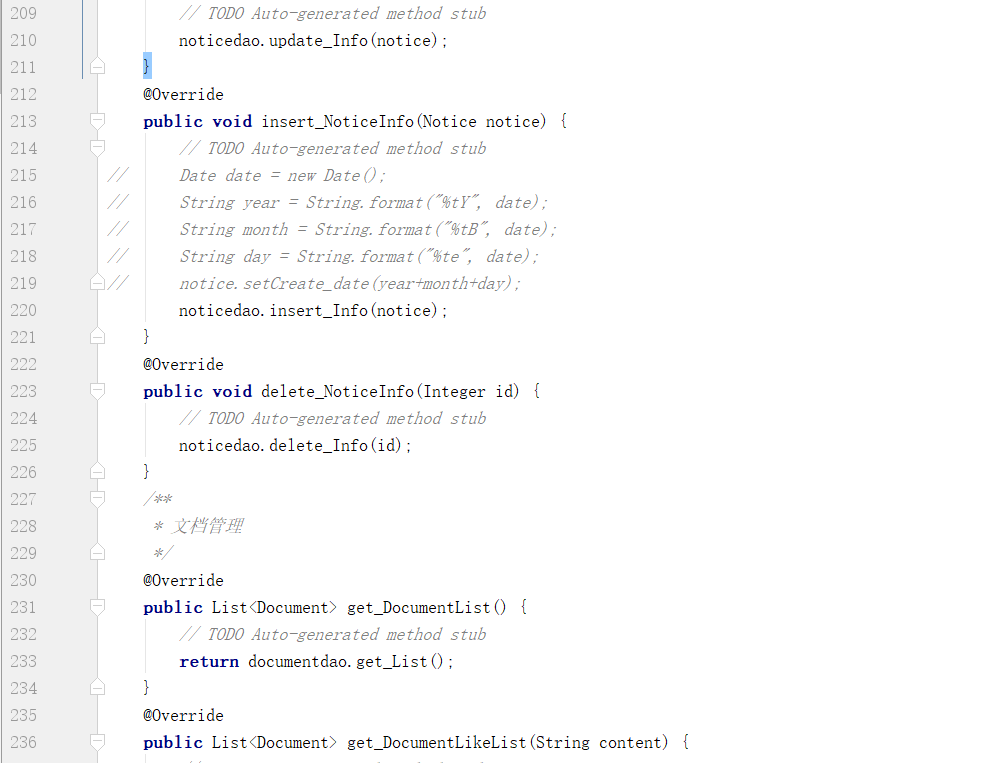 209 // TODO Auto-generated method stub
210 noticedao.update_Info(notice);
211 }
212 @Override
213 public void insert_NoticeInfo(Notice notice) {
214 // TODO Auto-generated method stub
215 // Date date = new Date();
216 // String year = String.format("%tY", date);
217 // String month = String.format("%tB", date);
218 // String day = String.format("%te", date);
219 // notice.setCreate_date(year+month+day);
220 noticedao.insert_Info(notice);
221 }
222 @Override
223 public void delete_NoticeInfo(Integer id) {
224 // TODO Auto-generated method stub
225 noticedao.delete_Info(id);
226 }
227 /**
228 * 文档管理
229 */
230 @Override
231 public List<Document> get_DocumentList() {
232 // TODO Auto-generated method stub
233 return documentdao.get_List();
234 }
235 @Override
236 public List<Document> get_DocumentLikeList(String content) {